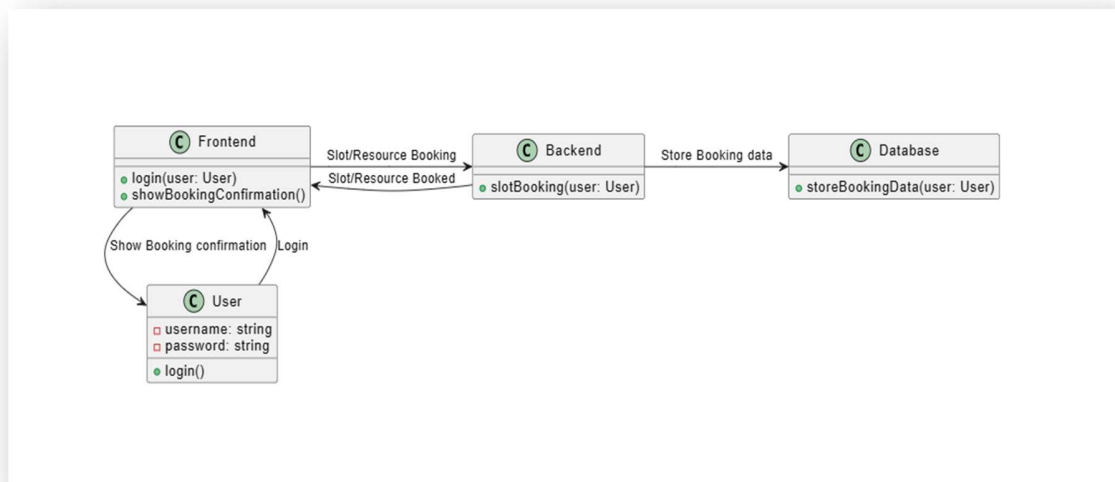 C Frontend
login(user: User)
showBookingConfirmation()
Slot/Resource Booking
Slot/Resource Booked
C Backend
slotBooking(user: User)
Store Booking data
C Database
storeBookingData(user: User)
Show Booking confirmation
Login
C User
username: string
password: string
login()